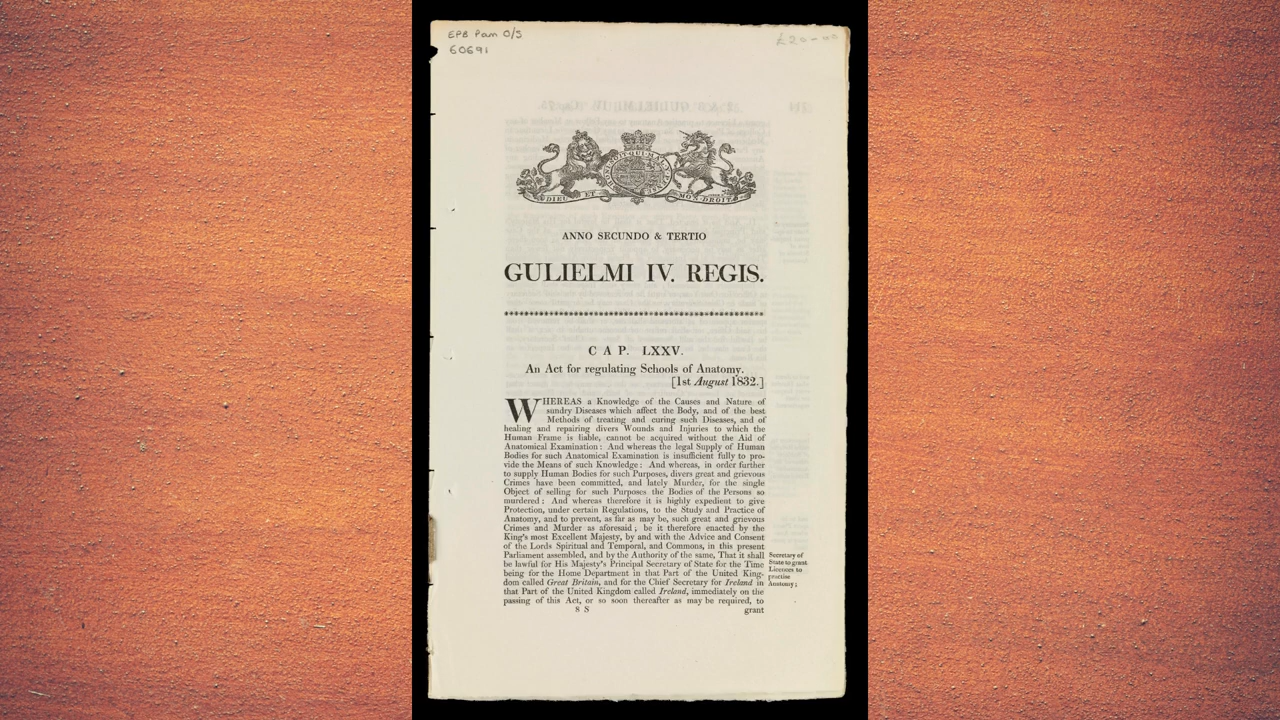 EPB Pam O/S
60691
£20-00
DIEU ET MON DROIT
ANNO SECUNDO & TERTIO
GULIELMI IV. REGIS.
CAP. LXXV.
An Act for regulating Schools of Anatomy.
[1st August 1832.]
WHEREAS a Knowledge of the Causes and Nature of
sundry Diseases which affect the Body, and of the best
Methods of treating and curing such Diseases, and of
healing and repairing divers Wounds and Injuries to which the
Human Frame is liable, cannot be acquired without the Aid of
Anatomical Examination: And whereas the legal Supply of Human
Bodies for such Anatomical Examination is insufficient fully to pro-
vide the Means of such Knowledge: And whereas, in order further
to supply Human Bodies for such Purposes, divers great and grievous
Crimes have been committed, and lately Murder, for the single
Object of selling for such Purposes the Bodies of the Persons so
murdered: And whereas therefore it is highly expedient to give
Protection, under certain Regulations, to the Study and Practice of
Anatomy, and to prevent, as far as may be, such great and grievous
Crimes and Murder as aforesaid; be it therefore enacted by the
King's most Excellent Majesty, by and with the Advice and Consent
of the Lords Spiritual and Temporal, and Commons, in this present
Parliament assembled, and by the Authority of the same, That it shall
be lawful for His Majesty's Principal Secretary of State for the Time
being for the Home Department in that Part of the United King-
dom called Great Britain, and for the Chief Secretary for Ireland in
that Part of the United Kingdom called Ireland, immediately on the
passing of this Act, or so soon thereafter as may be required, to
S S
grant
Secretary of
State to grant
Licences to
practise
Anatomy;